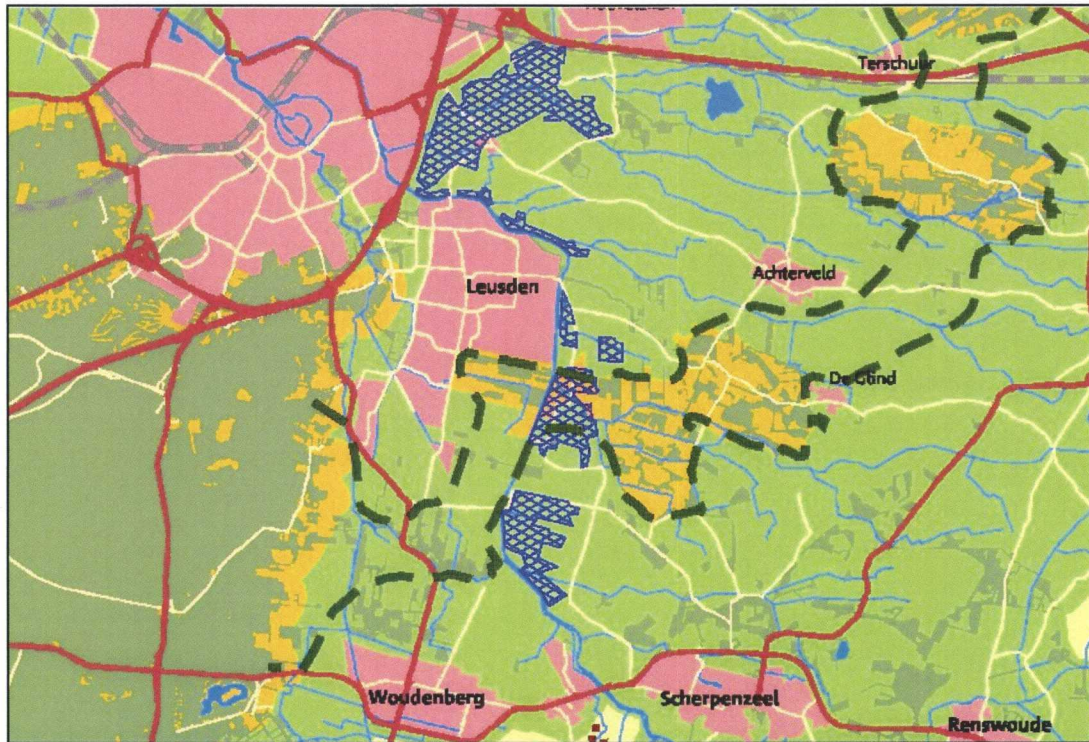 Terschuur
Achterveld
Leusden
De Glind
Woudenberg
Scherpenzeel
Renswoude